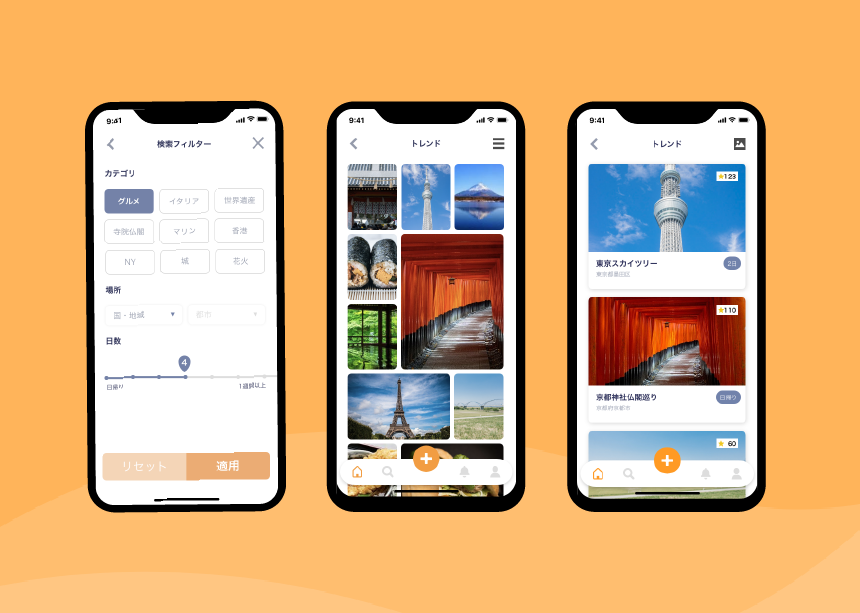 9:41
検索フィルター
カテゴリ
グルメ
イタリア
世界遺産
寺院仏閣
マリン
香港
NY
城
花火
場所
国・地域
都市
日数
4
日帰り
1週間以上
リセット
適用
9:41
トレンド
9:41
トレンド
123
東京スカイツリー
2日
東京都墨田区
110
京都神社仏閣巡り
日帰り
京都府京都市
60